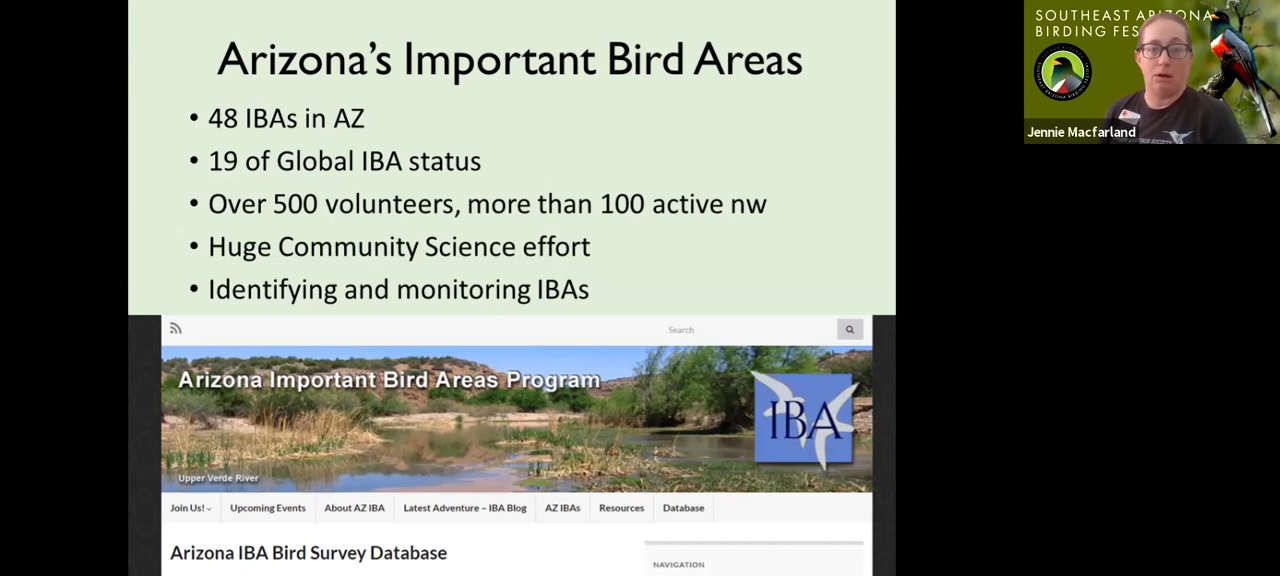 Arizona's Important Bird Areas
• 48 IBAs in AZ
• 19 of Global IBA status
• Over 500 volunteers, more than 100 active nw
• Huge Community Science effort
• Identifying and monitoring IBAs
Search
Arizona Important Bird Areas Program
IBA
Upper Verde River
Join Us! Upcoming Events About AZ IBA Latest Adventure – IBA Blog AZ IBAs Resources Database
Arizona IBA Bird Survey Database
NAVIGATION
SOUTHEAST ARIZONA
BIRDING FES
Jennie Macfarland